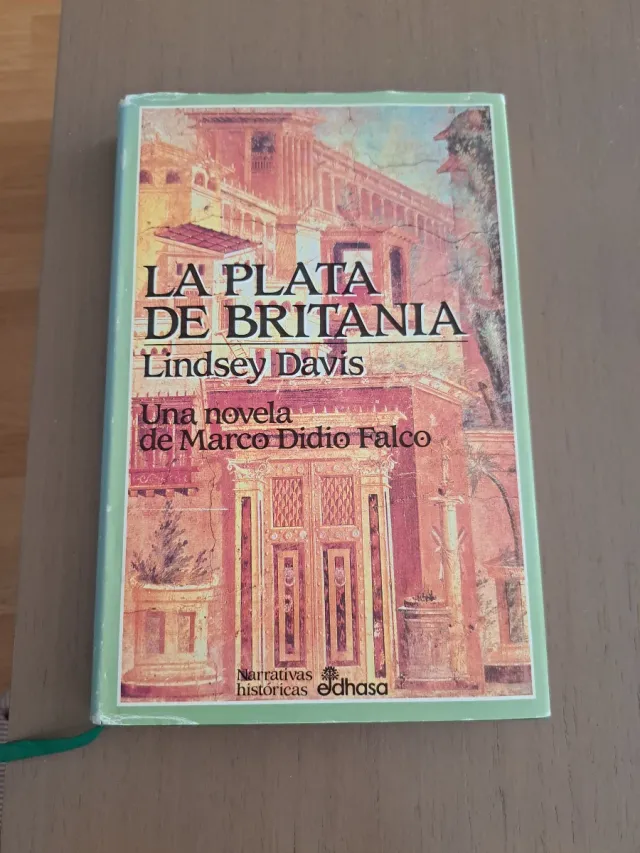 LA PLATA
DE BRITANIA
Lindsey Davis
Una novela
de Marco Didio Falco
Narrativas
históricas
edhasa